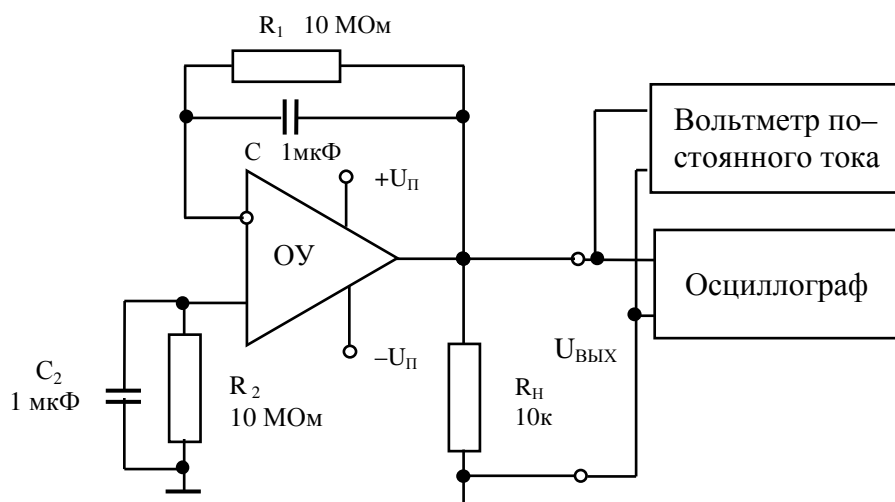 R1 10 МОм
C 1мкФ
+UП
ОУ
–UП
C2
1 мкФ
R 2
10 МОм
RН
10к
UВЫХ
Вольтметр по–
стоянного тока
Осциллограф